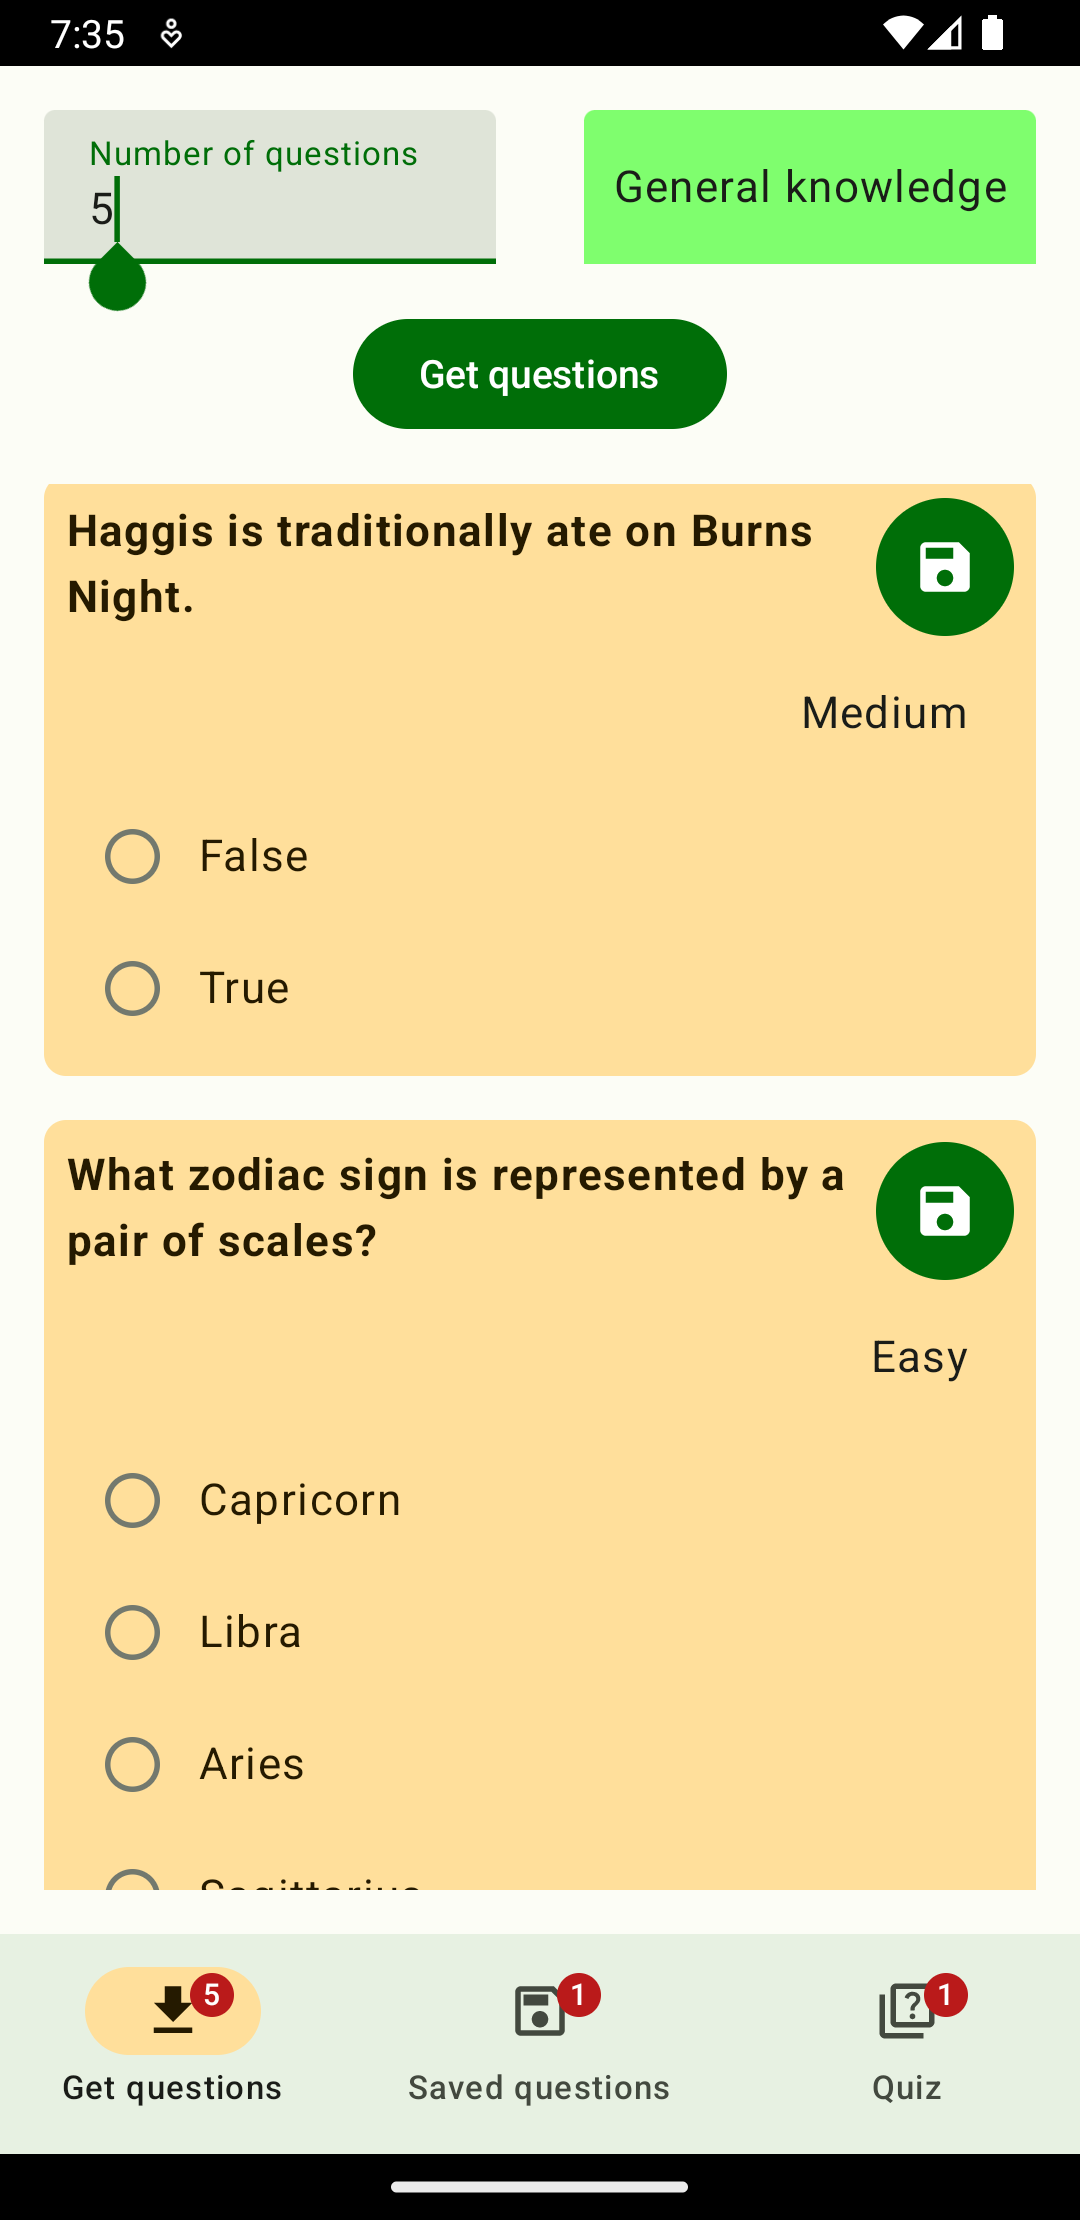 7:35
Number of questions
5
General knowledge
Get questions
Haggis is traditionally ate on Burns
Night.
Medium
False
True
What zodiac sign is represented by a
pair of scales?
Easy
Capricorn
Libra
Aries
Sagittarius
5
1
1
Get questions
Saved questions
Quiz